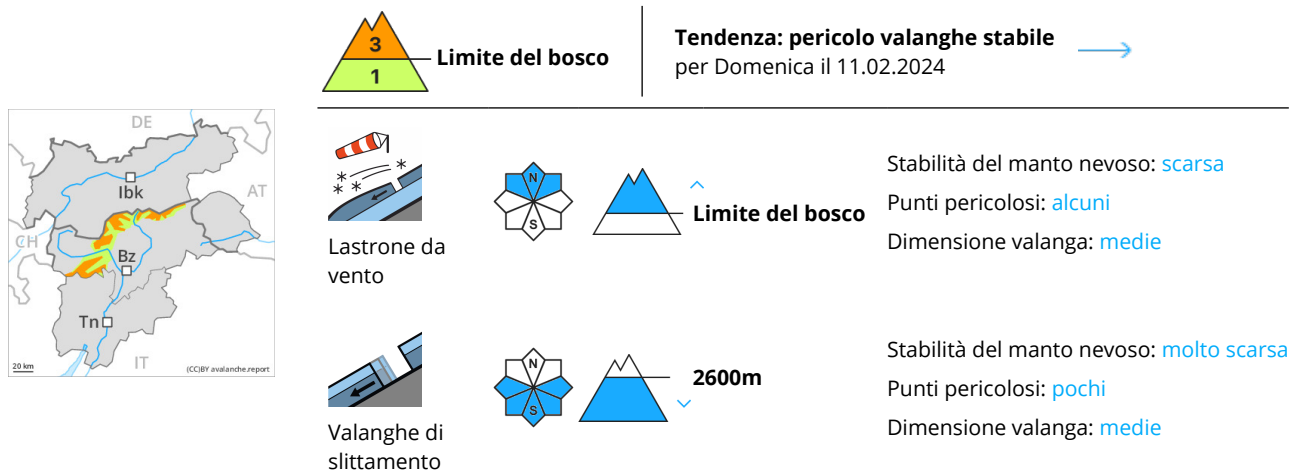 3
1
Limite del bosco
Tendenza: pericolo valanghe stabile
per Domenica il 11.02.2024
DE
AT
CH
IT
Ibk
Bz
Tn
20 km
(CC)BY avalanche.report
Lastrone da
vento
N
S
Limite del bosco
Stabilità del manto nevoso: scarsa
Punti pericolosi: alcuni
Dimensione valanga: medie
Valanghe di
slittamento
N
S
2600m
Stabilità del manto nevoso: molto scarsa
Punti pericolosi: pochi
Dimensione valanga: medie